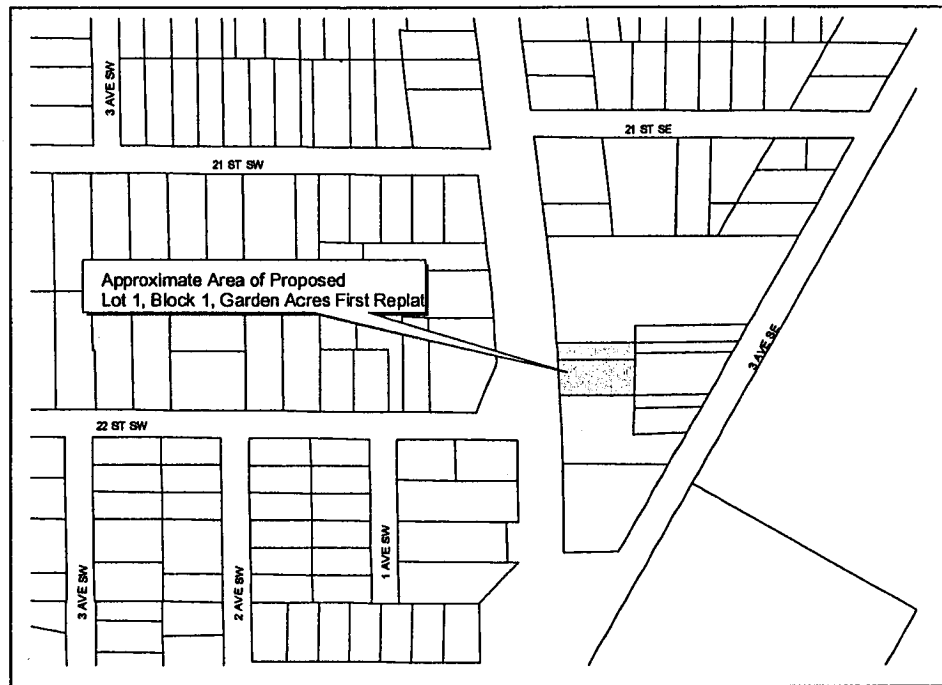 3 AVE SW
21 ST SE
21 ST SW
Approximate Area of Proposed
Lot 1, Block 1, Garden Acres First Replat
3 AVE SE
22 ST SW
3 AVE SW
2 AVE SW
1 AVE SW